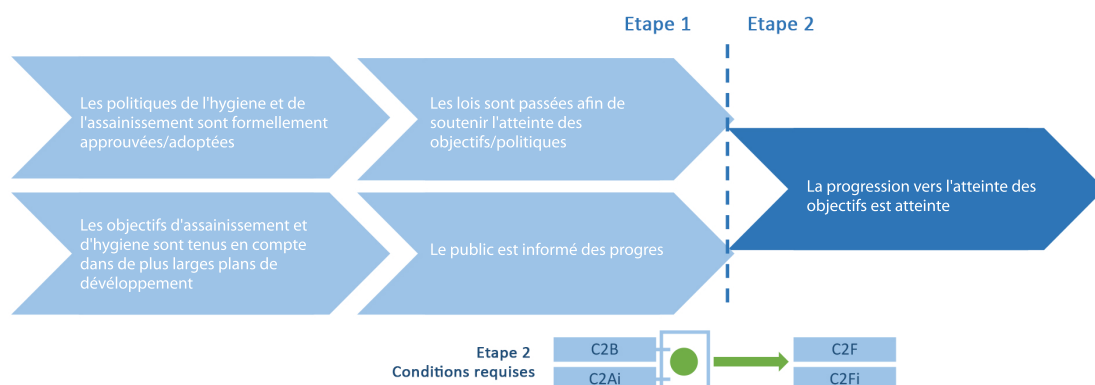 Etape 1
Etape 2
Les politiques de l'hygiene et de
l'assainissement sont formellement
approuvées/adoptées
Les lois sont passées afin de
soutenir l'atteinte des
objectifs/politiques
La progression vers l'atteinte des
objectifs est atteinte
Les objectifs d'assainissement et
d'hygiene sont tenus en compte
dans de plus larges plans de
dévéloppement
Le public est informé des progres
Etape 2
Conditions requises
C2B
C2Ai
C2F
C2Fi